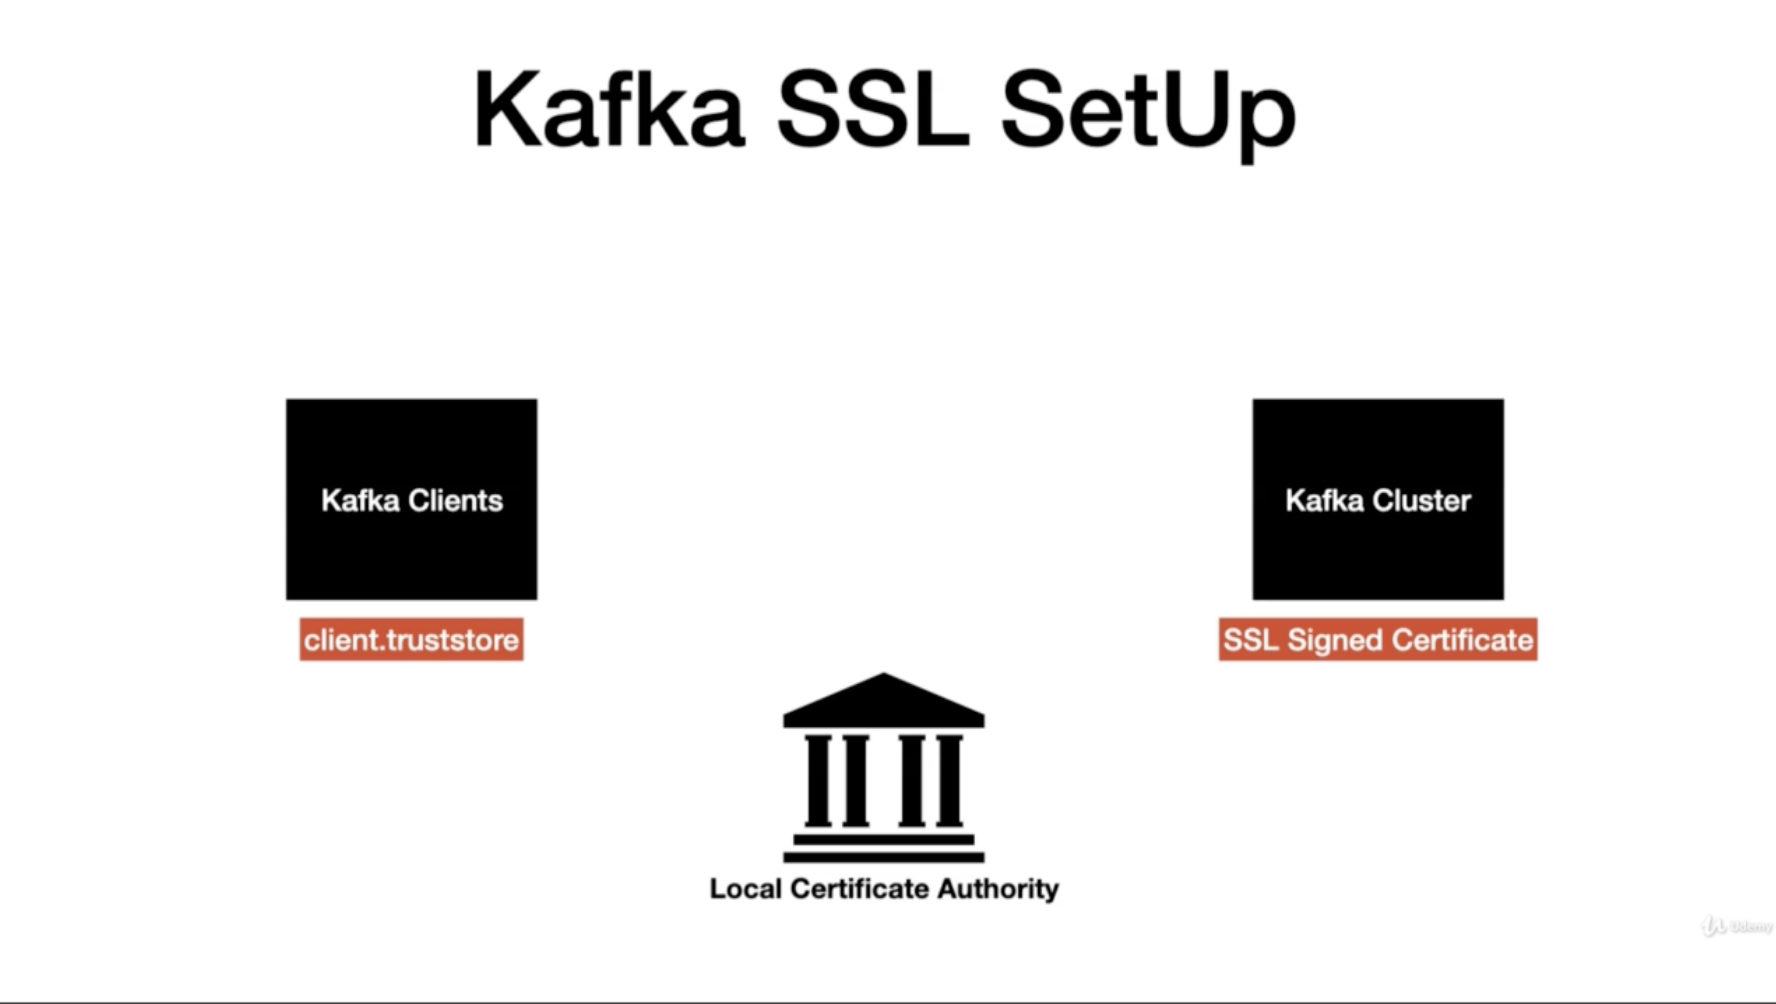 Kafka SSL SetUp
Kafka Clients
Kafka Cluster
client.truststore
SSL Signed Certificate
Local Certificate Authority
Udemy